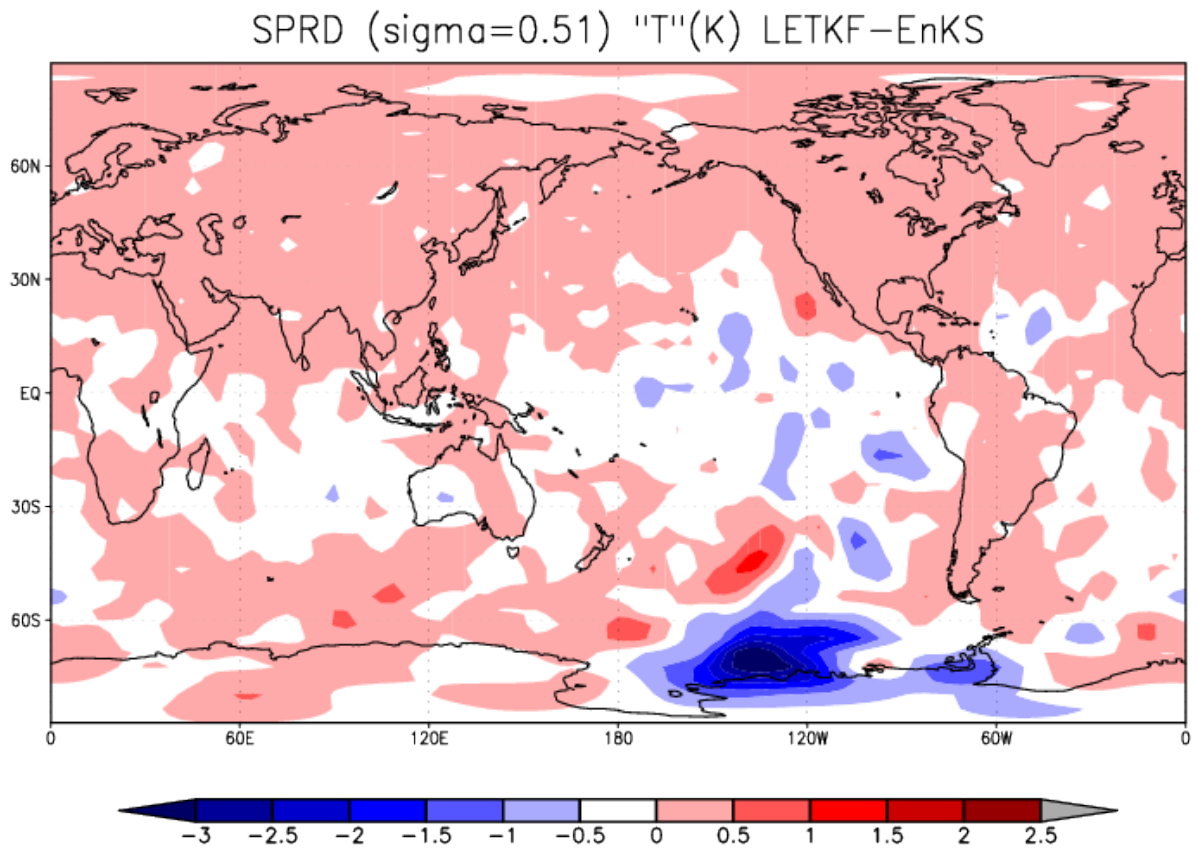 SPRD (sigma=0.51) "T"(K) LETKF−EnKS
60N
30N
EQ
30S
60S
0 60E 120E 180 120W 60W 0
−3 −2.5 −2 −1.5 −1 −0.5 0 0.5 1 1.5 2 2.5